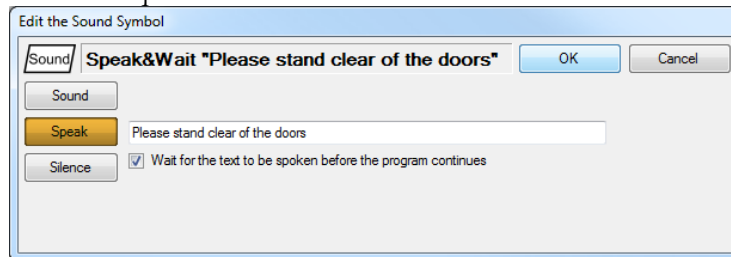 Edit the Sound Symbol
Sound Speak&Wait "Please stand clear of the doors" OK Cancel
Sound
Speak Please stand clear of the doors
Silence Wait for the text to be spoken before the program continues